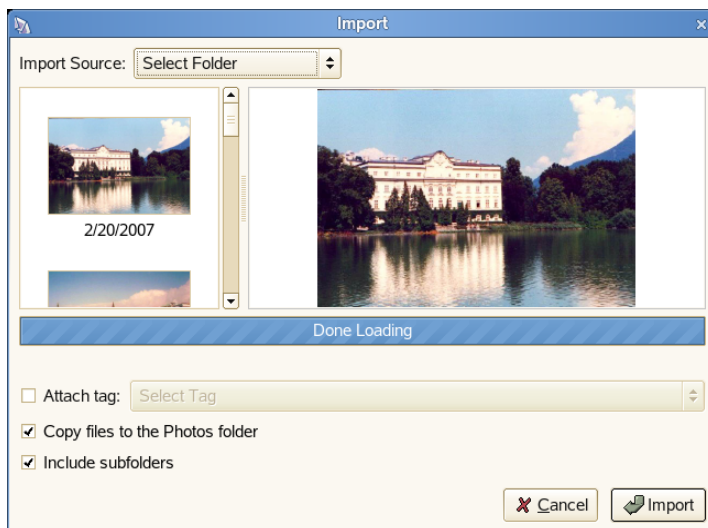 Import
Import Source: Select Folder
2/20/2007
Done Loading
Attach tag: Select Tag
Copy files to the Photos folder
Include subfolders
Cancel Import